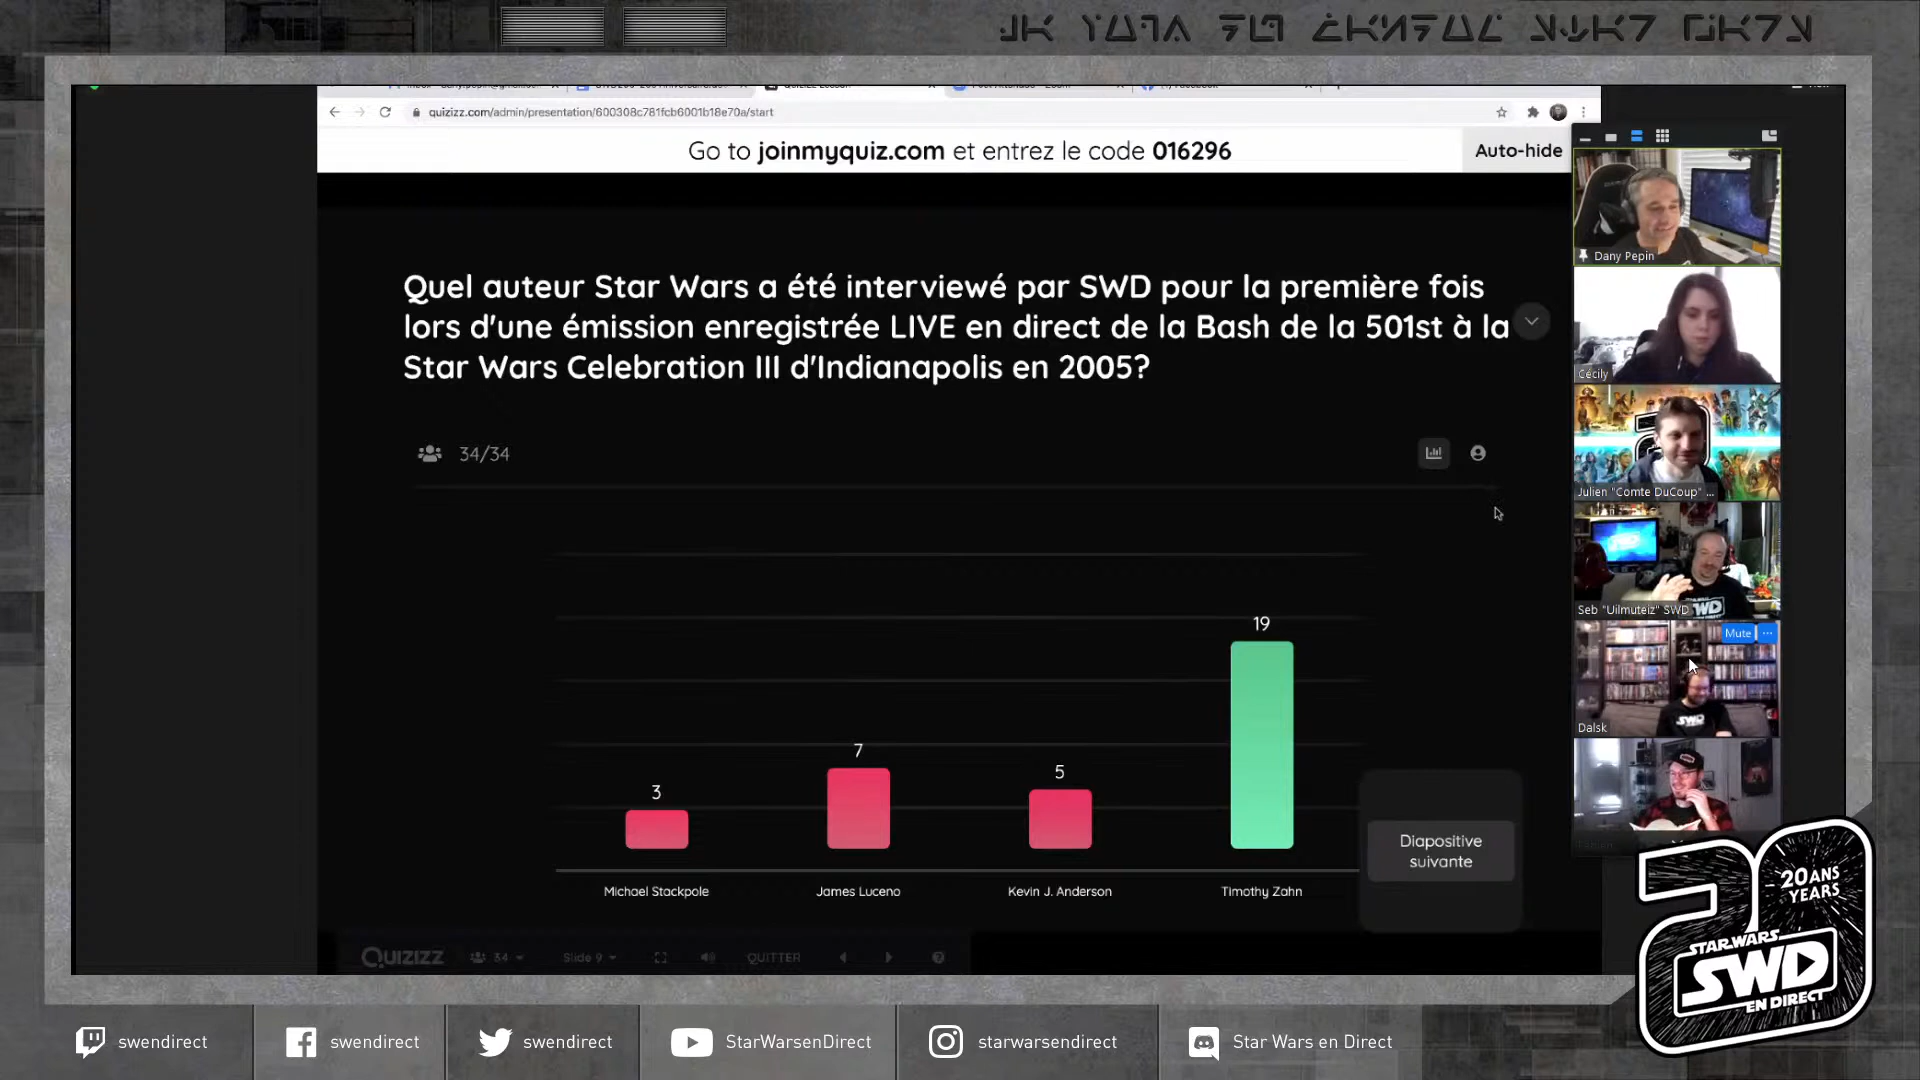 quizizz.com/admin/presentation/600308c781fcb6001b18e70a/start
Go to joinmyquiz.com et entrez le code 016296
Auto-hide
Quel auteur Star Wars a été interviewé par SWD pour la première fois
lors d'une émission enregistrée LIVE en direct de la Bash de la 501st à la
Star Wars Celebration III d'Indianapolis en 2005?
34/34
19
7
5
3
Michael Stackpole
James Luceno
Kevin J. Anderson
Timothy Zahn
Diapositive
suivante
QUIZIZZ
34
Slide 9
QUITTER
Dany Pepin
Cécily
Julien "Comte DuCoup" ...
Seb "Uilmuteiz" SWD
SWD
Mute
Dalsk
SWD
20 ANS
YEARS
STAR WARS
SWD
EN DIRECT
swendirect
swendirect
swendirect
StarWarsenDirect
starwarsendirect
Star Wars en Direct